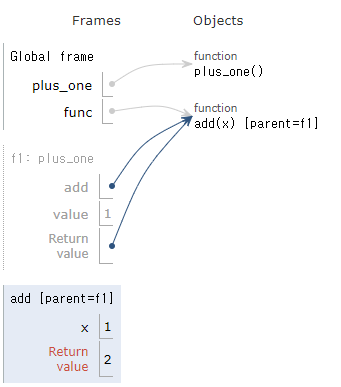 Frames
Objects
Global frame
plus_one
func
function
plus_one()
function
add(x) [parent=f1]
f1: plus_one
add
value 1
Return
value
add [parent=f1]
x 1
Return
value 2